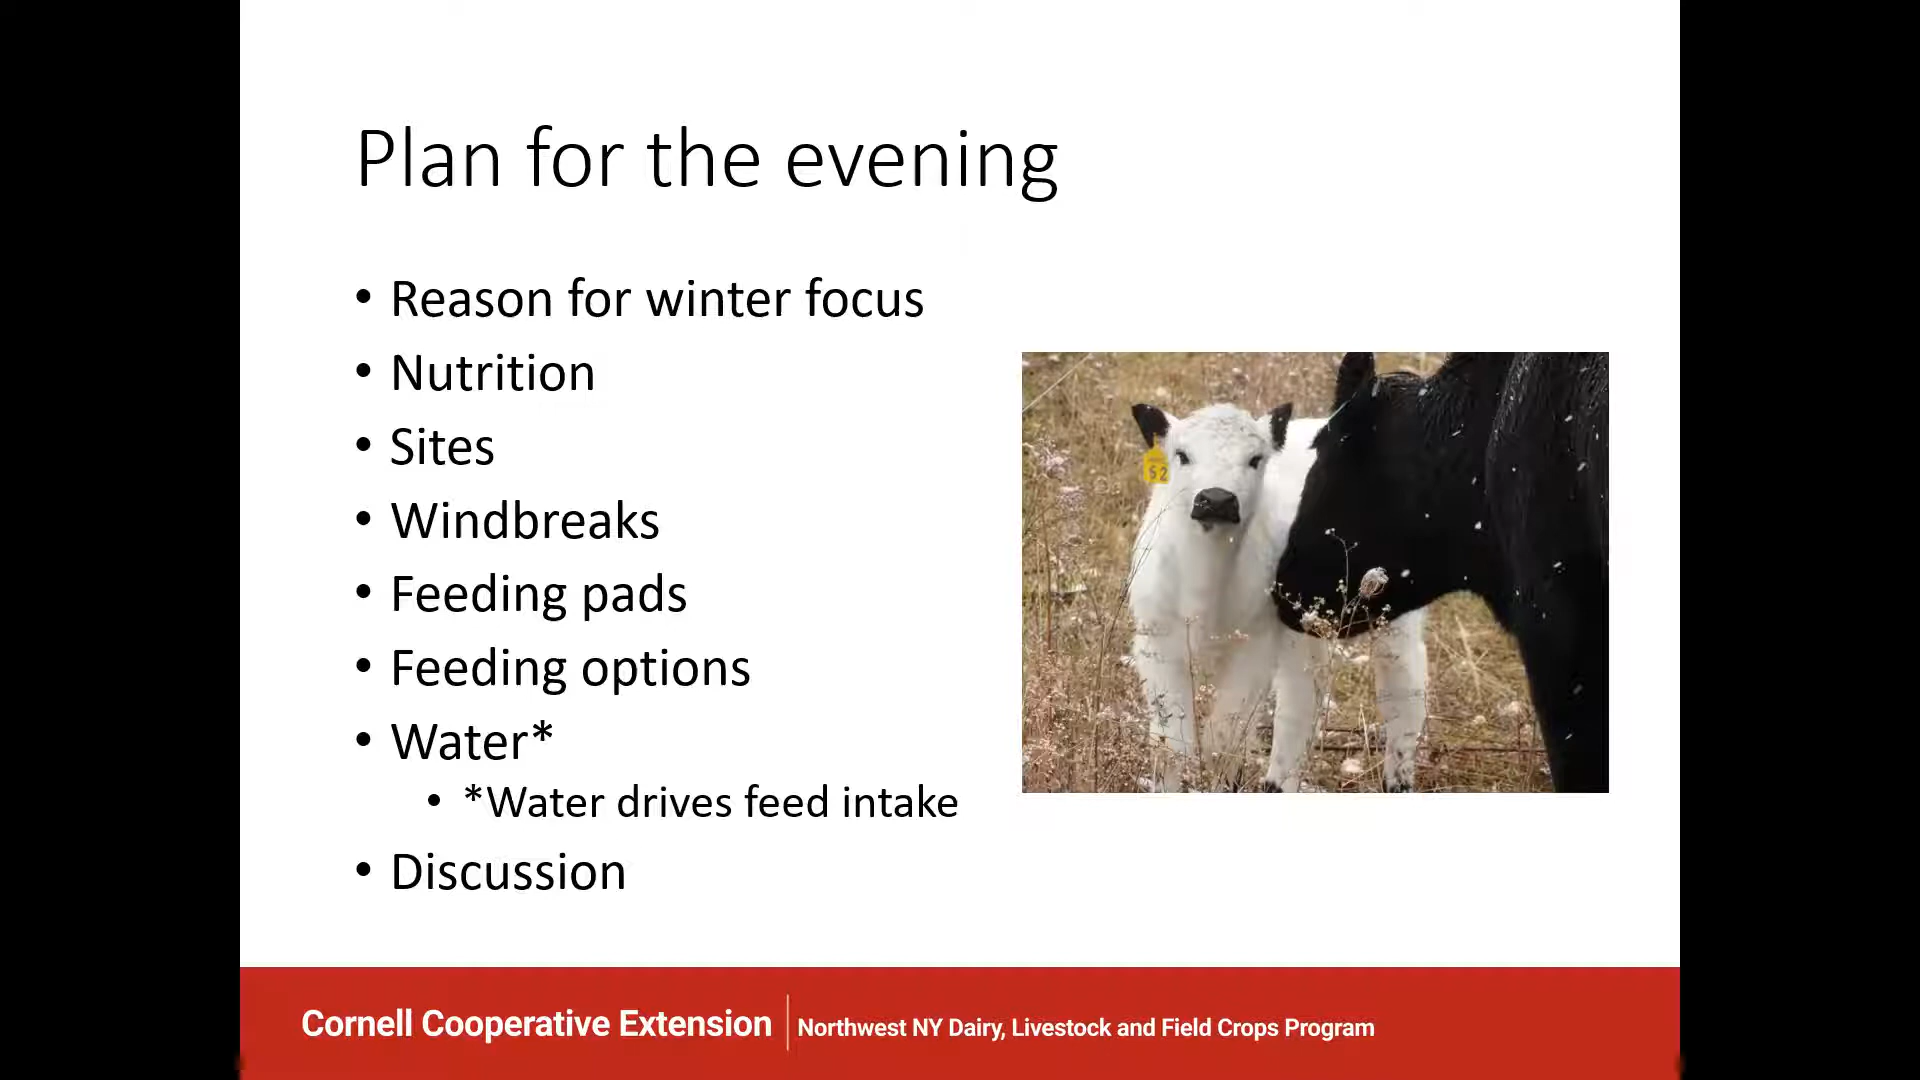 Plan for the evening
• Reason for winter focus
• Nutrition
• Sites
• Windbreaks
• Feeding pads
• Feeding options
• Water*
• *Water drives feed intake
• Discussion
52
Cornell Cooperative Extension | Northwest NY Dairy, Livestock and Field Crops Program